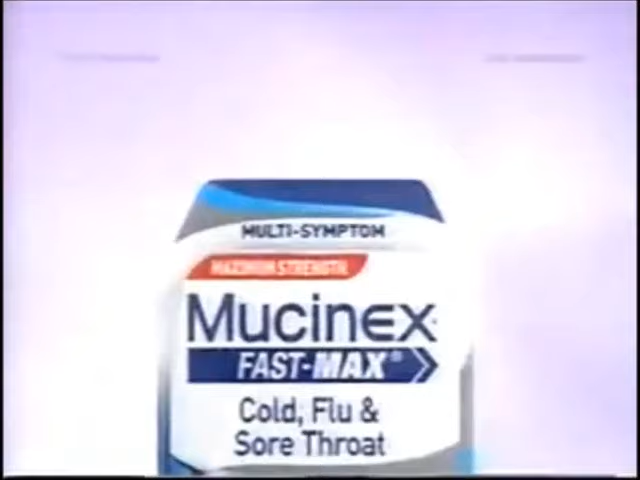 MULTI-SYMPTOM
MAXIMUM STRENGTH
Mucinex
FAST-MAX®
Cold, Flu &
Sore Throat